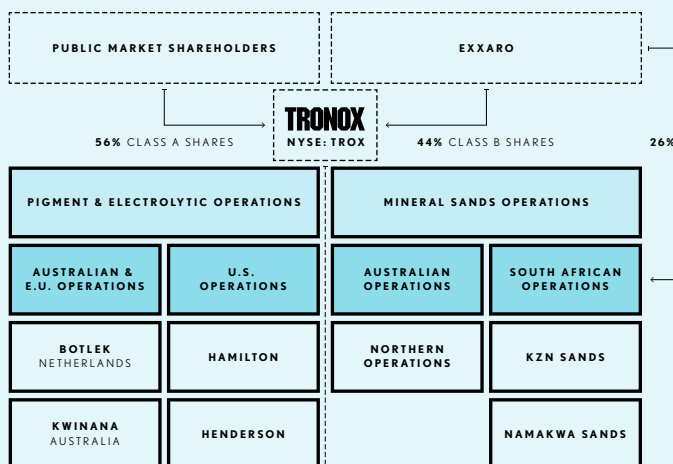 PUBLIC MARKET SHAREHOLDERS
EXXARO
TRONOX
NYSE: TROX
56% CLASS A SHARES
44% CLASS B SHARES
26%
PIGMENT & ELECTROLYTIC OPERATIONS
MINERAL SANDS OPERATIONS
AUSTRALIAN &
E.U. OPERATIONS
U.S.
OPERATIONS
AUSTRALIAN
OPERATIONS
SOUTH AFRICAN
OPERATIONS
BOTLEK
NETHERLANDS
HAMILTON
NORTHERN
OPERATIONS
KZN SANDS
KWINANA
AUSTRALIA
HENDERSON
NAMAKWA SANDS